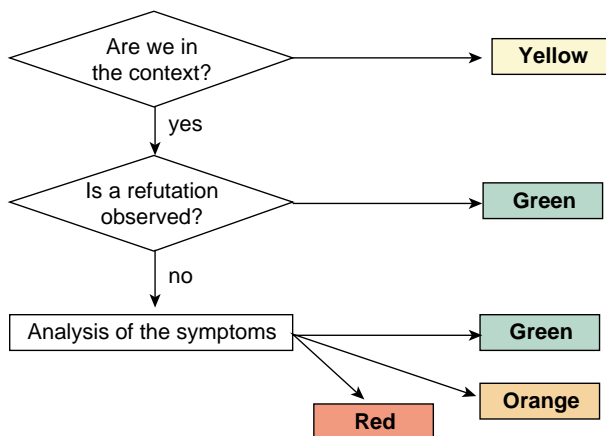 Are we in
the context?
Yellow
yes
Is a refutation
observed?
Green
no
Analysis of the symptoms
Green
Orange
Red